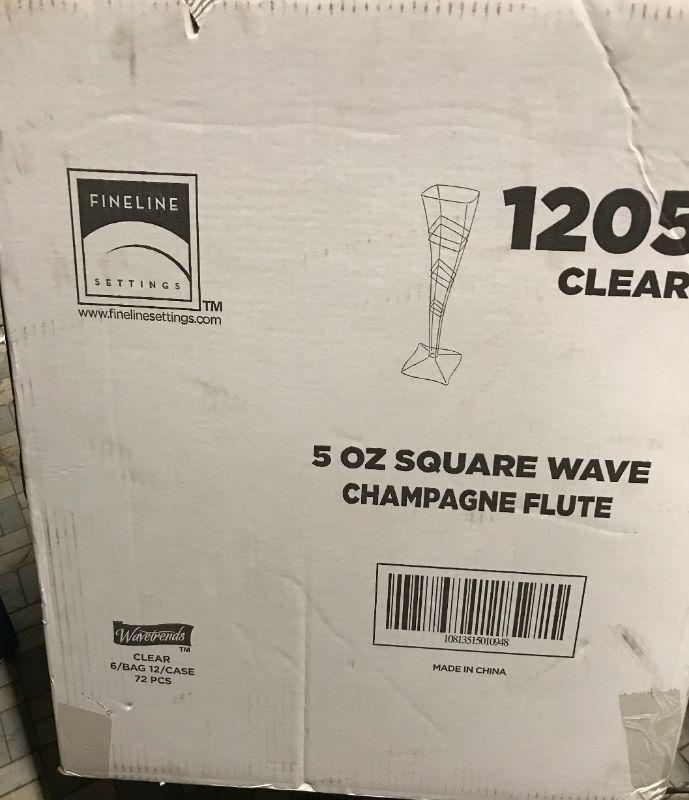 FINELINE
SETTINGS
TM
www.finelinesettings.com
1205
CLEAR
5 OZ SQUARE WAVE
CHAMPAGNE FLUTE
10813515010948
MADE IN CHINA
Wavetrends
TM
CLEAR
6/BAG 12/CASE
72 PCS